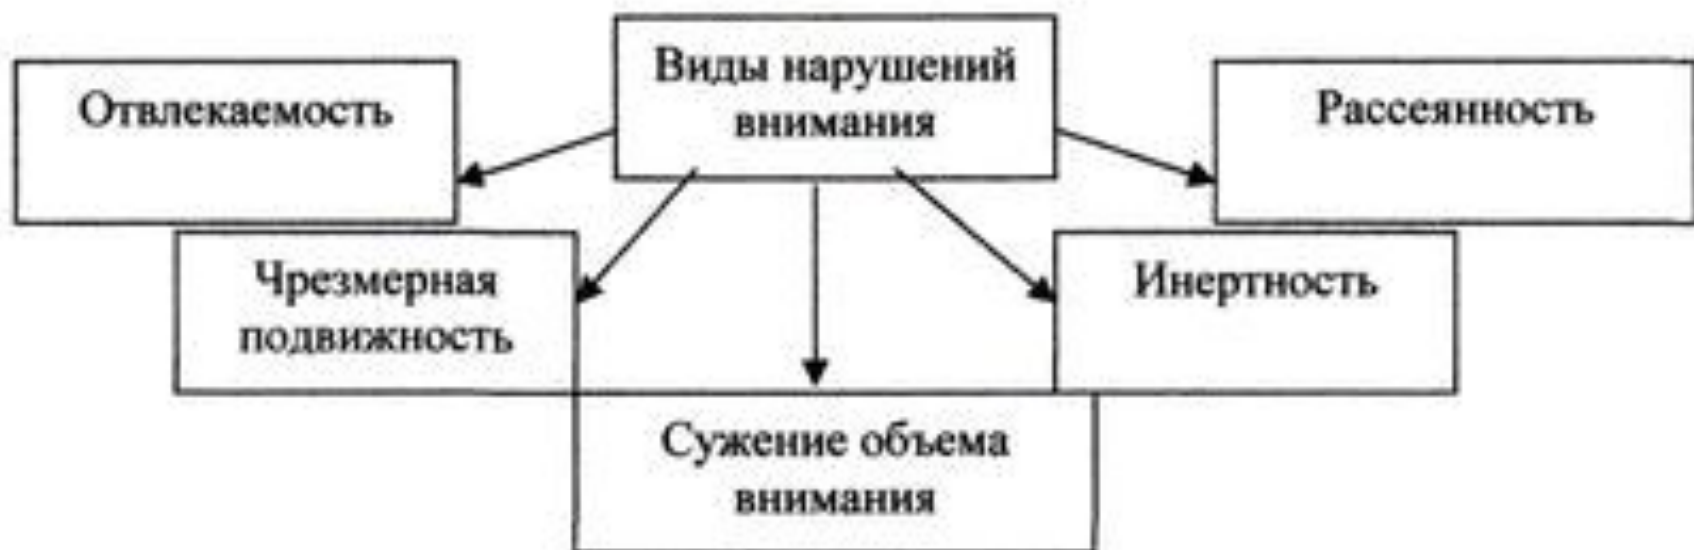 Виды нарушений
внимания
Отвлекаемость
Рассеянность
Чрезмерная
подвижность
Инертность
Сужение объема
внимания